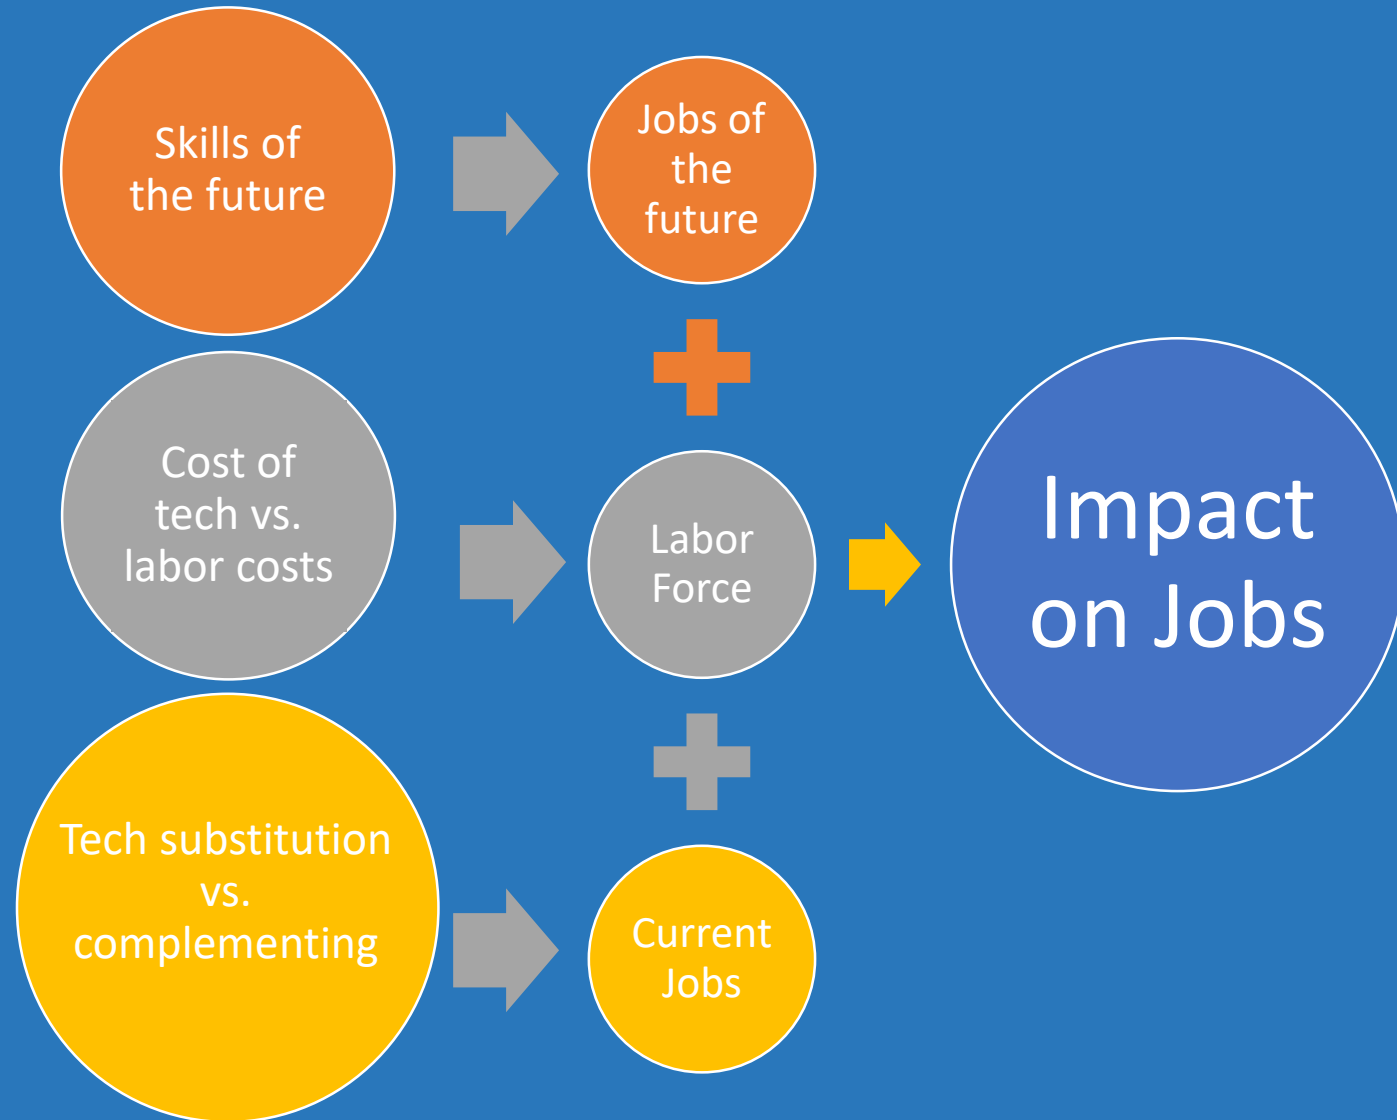 Skills of
the future
Jobs of
the
future
Cost of
tech vs.
labor costs
Labor
Force
Impact
on Jobs
Tech substitution
vs.
complementing
Current
Jobs